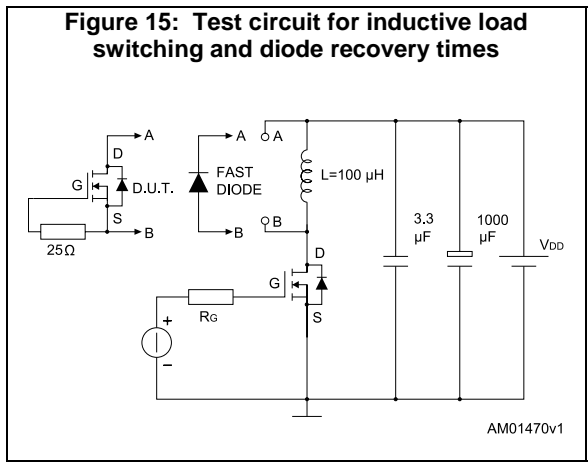 Figure 15: Test circuit for inductive load
switching and diode recovery times
A
D
G
D.U.T.
S
B
25Ω
A
FAST
DIODE
B
A
L=100 µH
B
D
G
S
RG
+
–
3.3
µF
1000
µF
VDD
AM01470v1